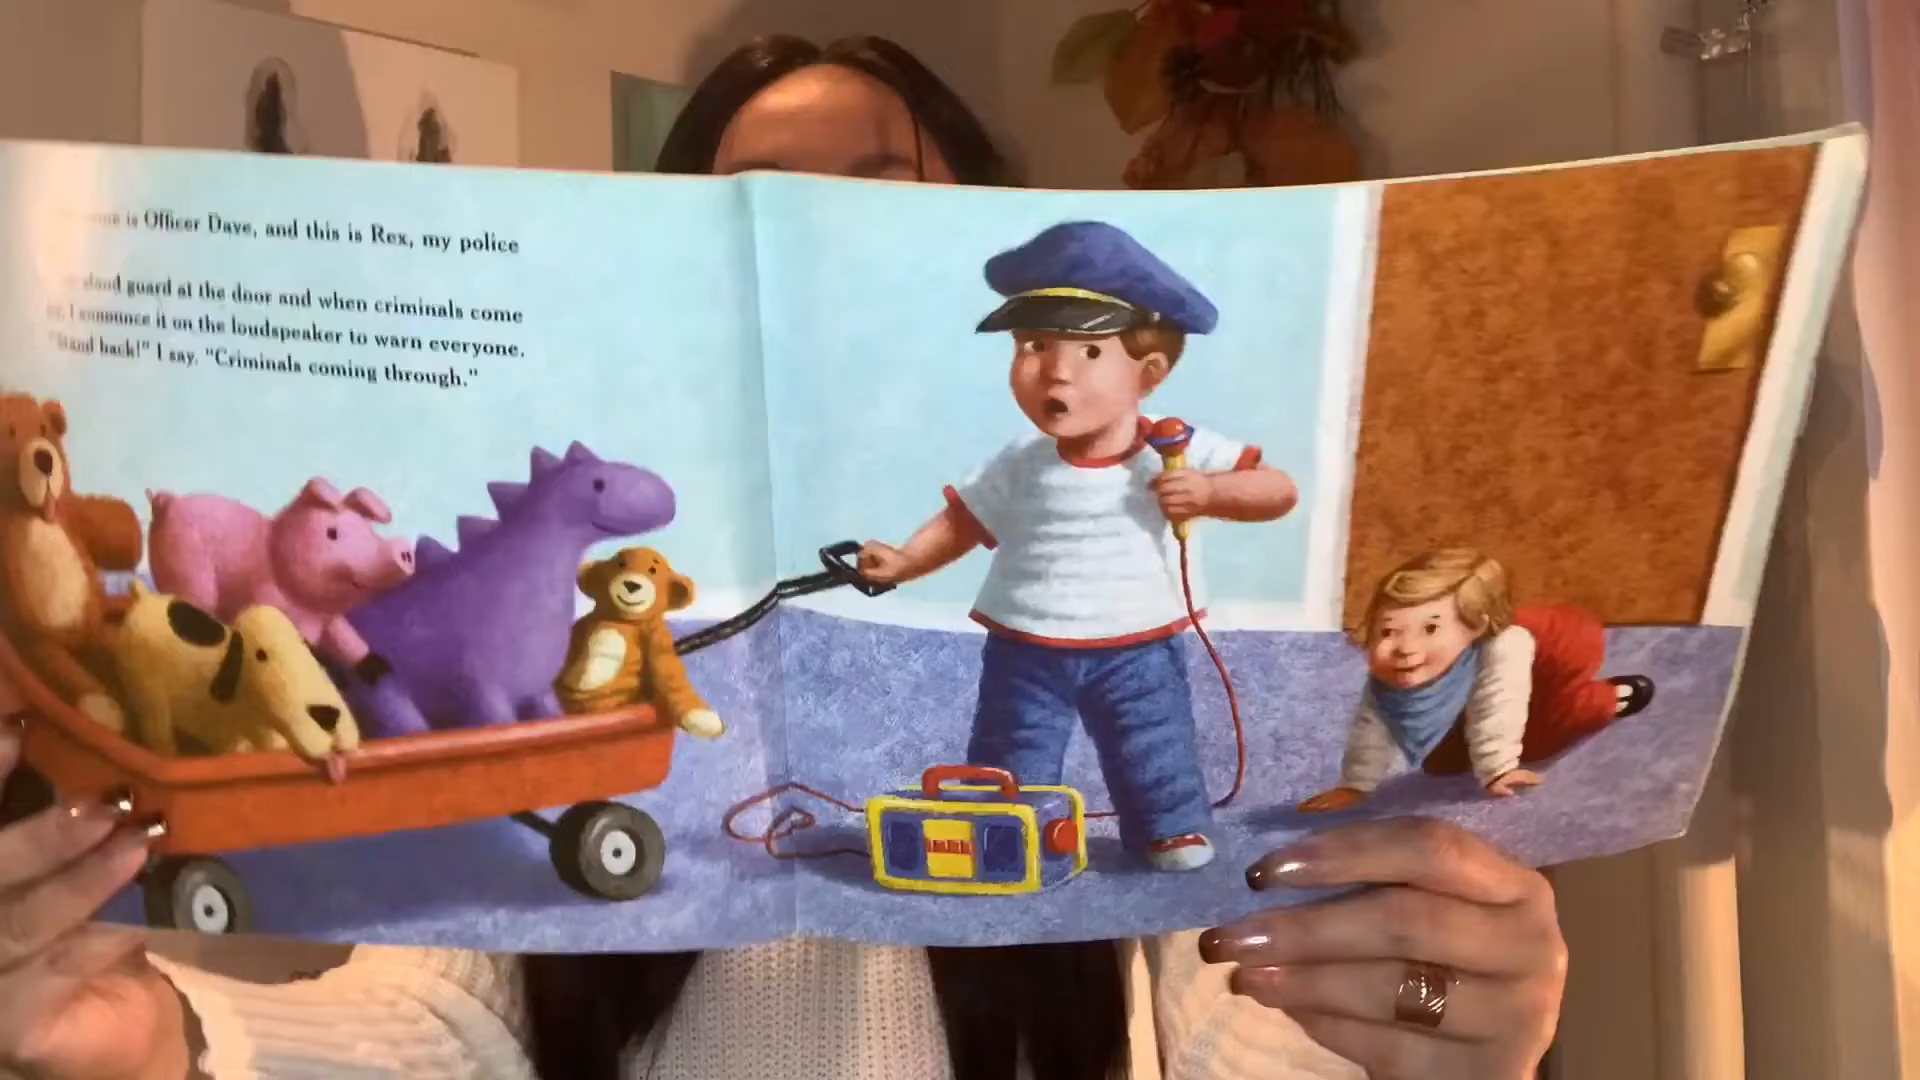 is Officer Dave, and this is Rex, my police
guard at the door and when criminals come
I announce it on the loudspeaker to warn everyone.
"Stand back!" I say. "Criminals coming through."